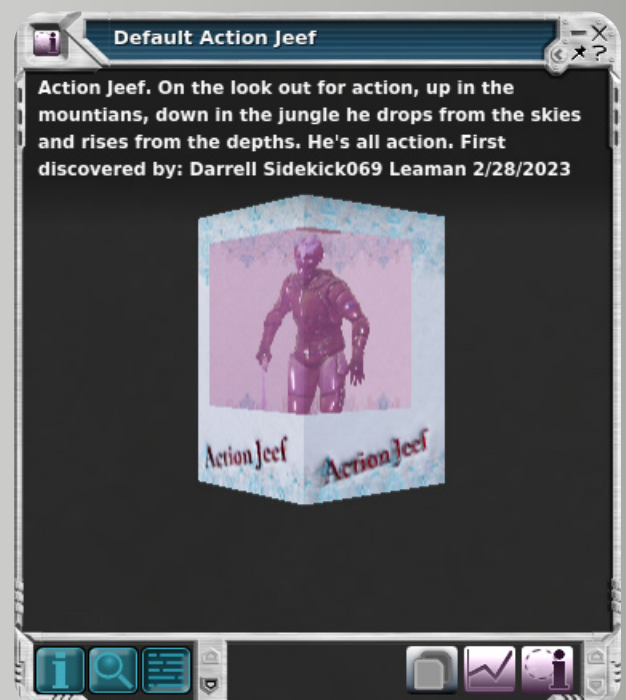 Default Action Jeef
?
Action Jeef. On the look out for action, up in the
mountians, down in the jungle he drops from the skies
and rises from the depths. He's all action. First
discovered by: Darrell Sidekick069 Leaman 2/28/2023
Action Jeef
Action Jeef